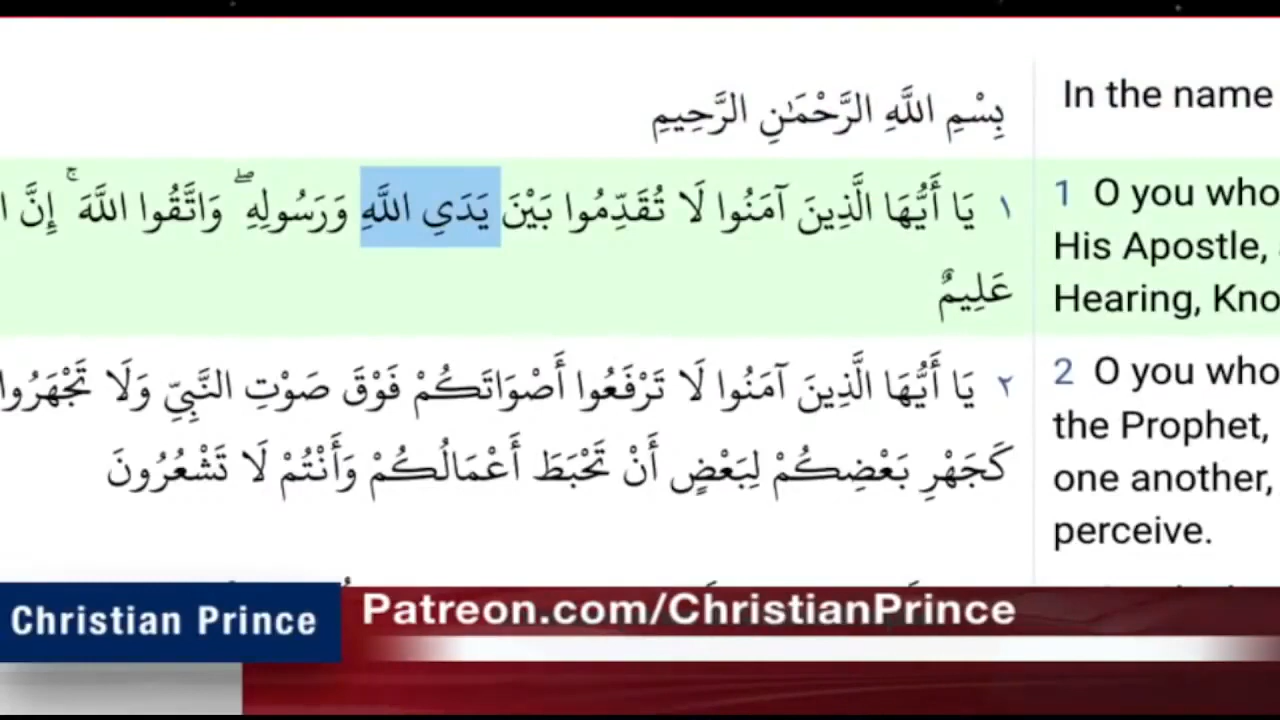 بِسْمِ اللَّهِ الرَّحْمَٰنِ الرَّحِيمِ
١ يَا أَيُّهَا الَّذِينَ آمَنُوا لَا تُقَدِّمُوا بَيْنَ يَدَيِ اللَّهِ وَرَسُولِهِ ۖ وَاتَّقُوا اللَّهَ ۚ إِنَّ
عَلِيمٌ
٢ يَا أَيُّهَا الَّذِينَ آمَنُوا لَا تَرْفَعُوا أَصْوَاتَكُمْ فَوْقَ صَوْتِ النَّبِيِّ وَلَا تَجْهَرُوا
كَجَهْرِ بَعْضِكُمْ لِبَعْضٍ أَنْ تَحْبَطَ أَعْمَالُكُمْ وَأَنْتُمْ لَا تَشْعُرُونَ
In the name
1 O you who
His Apostle,
Hearing, Kno
2 O you who
the Prophet,
one another,
perceive.
Christian Prince
Patreon.com/ChristianPrince